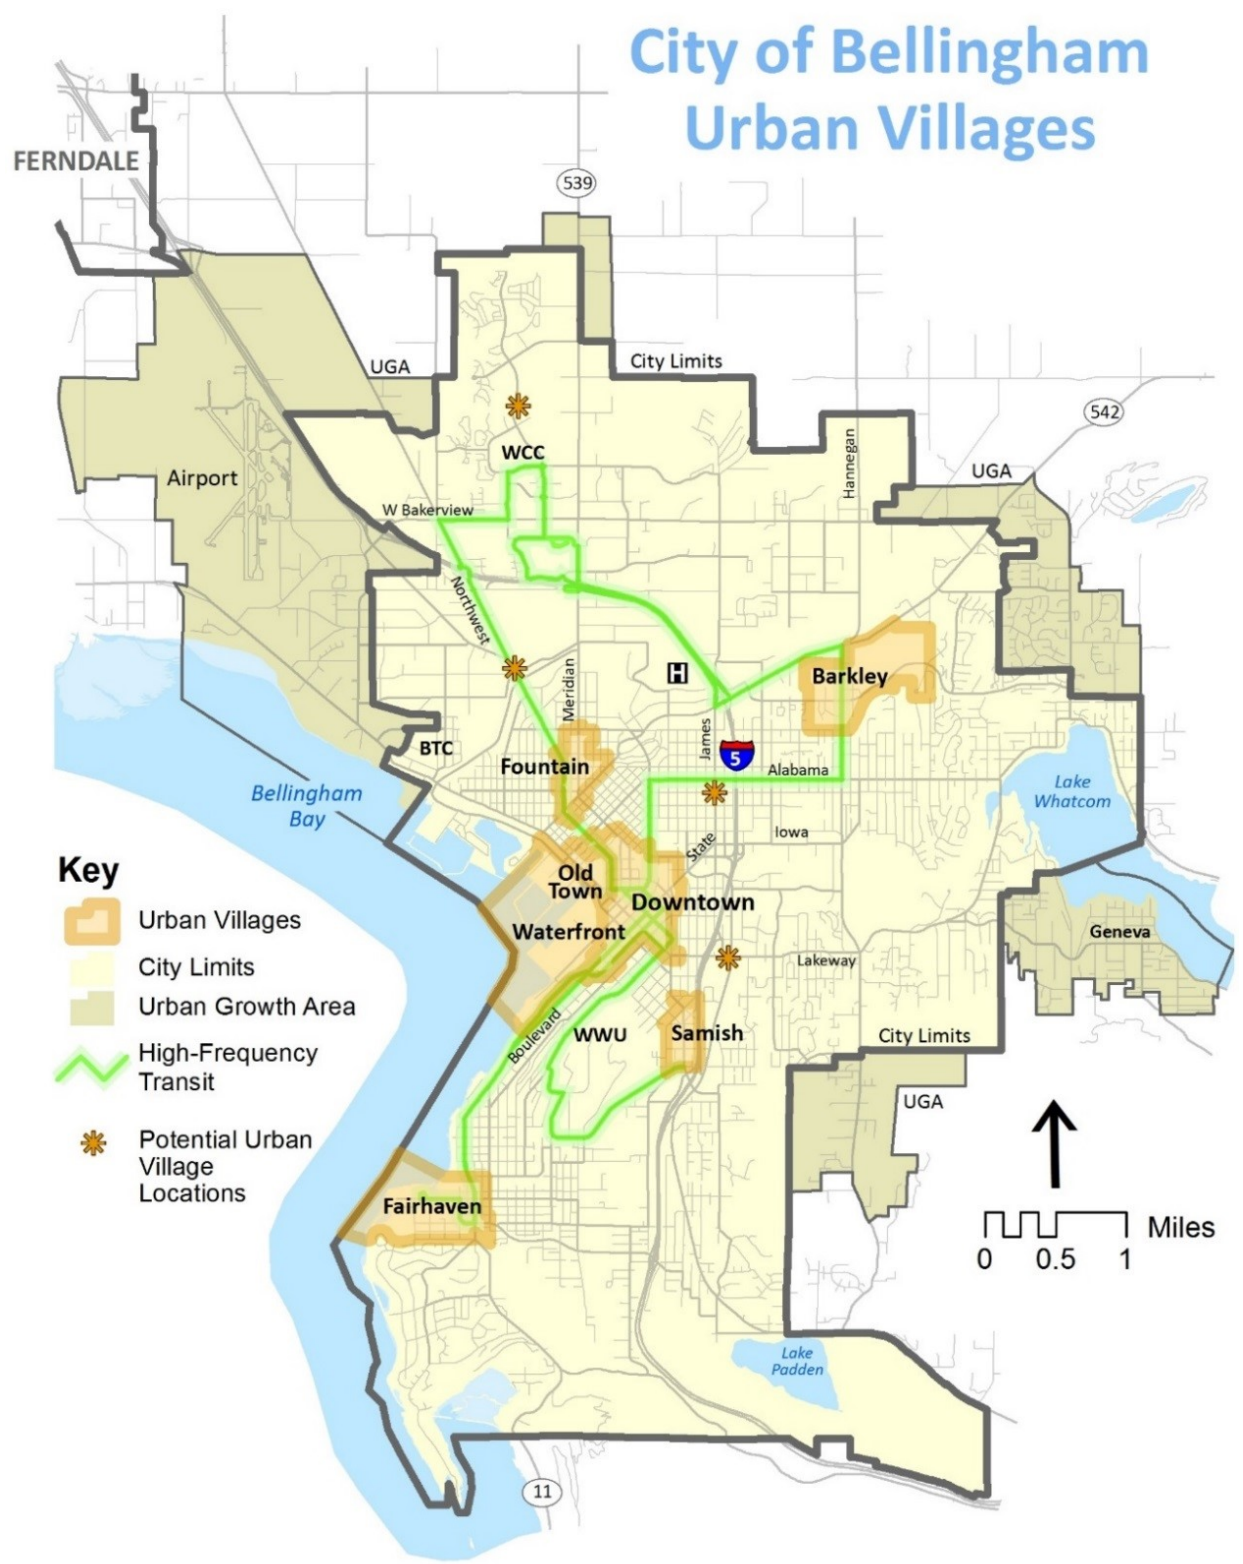 City of Bellingham
Urban Villages
FERNDALE
539
UGA
City Limits
542
WCC
Hannegan
UGA
Airport
W Bakerview
Northwest
Meridian
H
Barkley
James
BTC
5
Fountain
Alabama
Lake
Whatcom
Bellingham
Bay
Iowa
State
Key
Old
Town
Downtown
Urban Villages
Waterfront
Geneva
City Limits
Lakeway
Urban Growth Area
Boulevard
WWU
Samish
City Limits
High-Frequency
Transit
UGA
Potential Urban
Village
Locations
Fairhaven
Miles
0 0.5 1
Lake
Padden
11